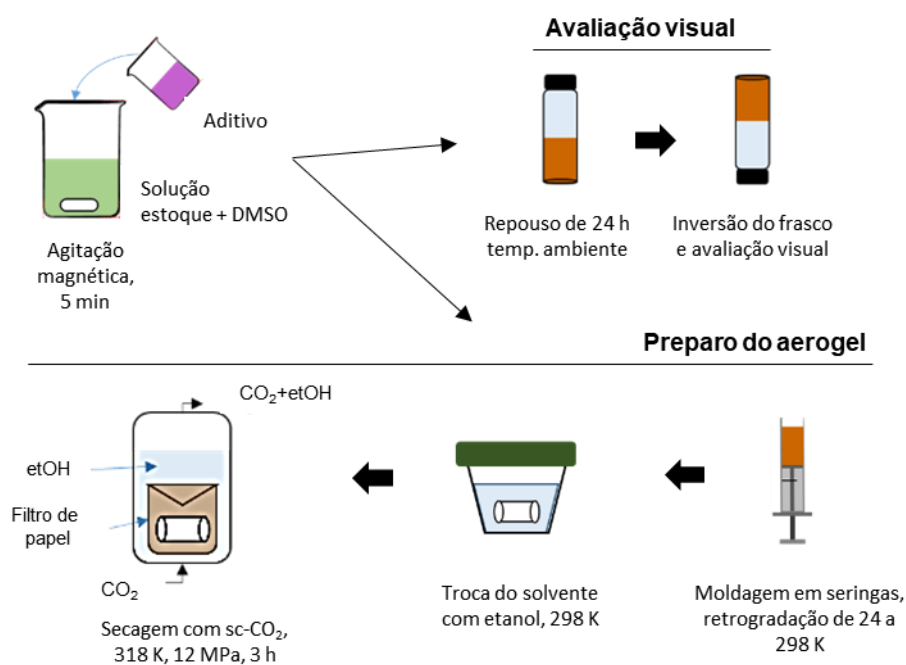 Avaliação visual
Aditivo
Solução
estoque + DMSO
Agitação
magnética,
5 min
Repouso de 24 h
temp. ambiente
Inversão do frasco
e avaliação visual
Preparo do aerogel
CO₂+etOH
etOH
Filtro de
papel
CO₂
Secagem com sc-CO₂,
318 K, 12 MPa, 3 h
Troca do solvente
com etanol, 298 K
Moldagem em seringas,
retrogradação de 24 a
298 K